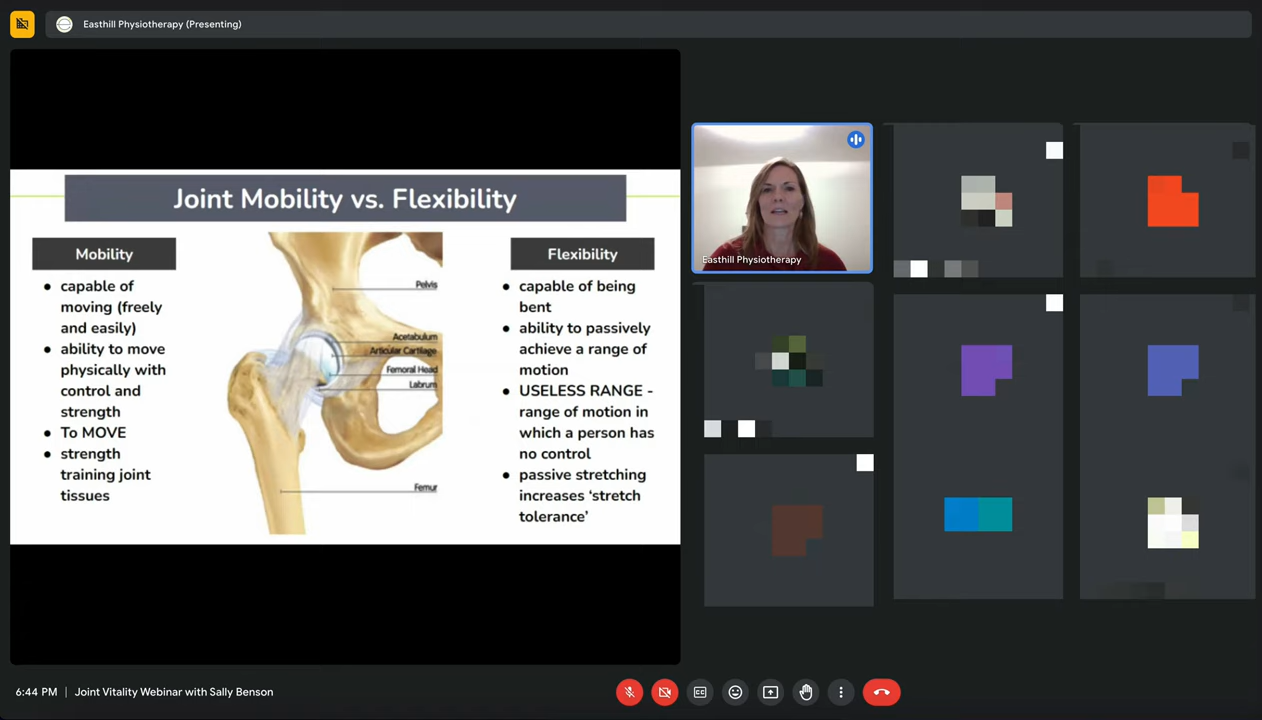 Easthill Physiotherapy (Presenting)
Joint Mobility vs. Flexibility
Mobility
● capable of
moving (freely
and easily)
● ability to move
physically with
control and
strength
● To MOVE
● strength
training joint
tissues
Pelvis
Acetabulum
Articular Cartilage
Femoral Head
Labrum
Femur
Flexibility
● capable of being
bent
● ability to passively
achieve a range of
motion
● USELESS RANGE -
range of motion in
which a person has
no control
● passive stretching
increases ‘stretch
tolerance’
Easthill Physiotherapy
6:44 PM | Joint Vitality Webinar with Sally Benson
CC